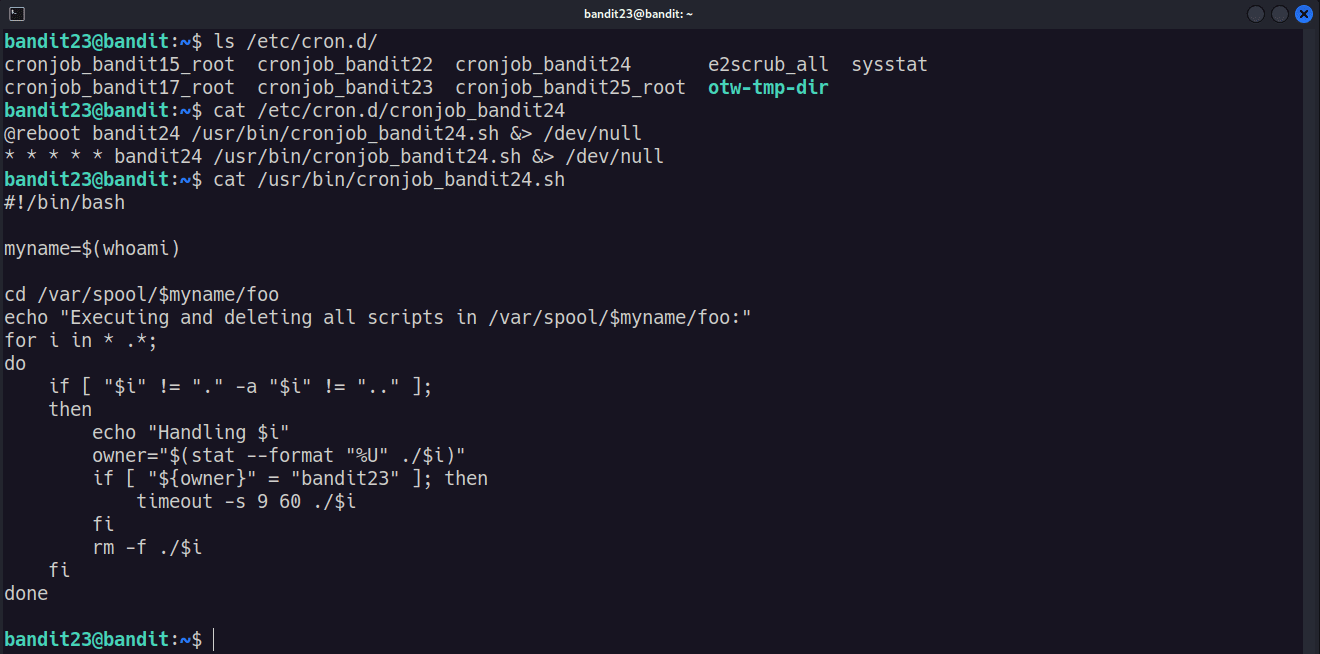 bandit23@bandit: ~
bandit23@bandit:~$ ls /etc/cron.d/
cronjob_bandit15_root  cronjob_bandit22  cronjob_bandit24       e2scrub_all  sysstat
cronjob_bandit17_root  cronjob_bandit23  cronjob_bandit25_root  otw-tmp-dir
bandit23@bandit:~$ cat /etc/cron.d/cronjob_bandit24
@reboot bandit24 /usr/bin/cronjob_bandit24.sh &> /dev/null
* * * * * bandit24 /usr/bin/cronjob_bandit24.sh &> /dev/null
bandit23@bandit:~$ cat /usr/bin/cronjob_bandit24.sh
#!/bin/bash

myname=$(whoami)

cd /var/spool/$myname/foo
echo "Executing and deleting all scripts in /var/spool/$myname/foo:"
for i in * .*;
do
    if [ "$i" != "." -a "$i" != ".." ];
    then
        echo "Handling $i"
        owner="$(stat --format "%U" ./$i)"
        if [ "${owner}" = "bandit23" ]; then
            timeout -s 9 60 ./$i
        fi
        rm -f ./$i
    fi
done

bandit23@bandit:~$